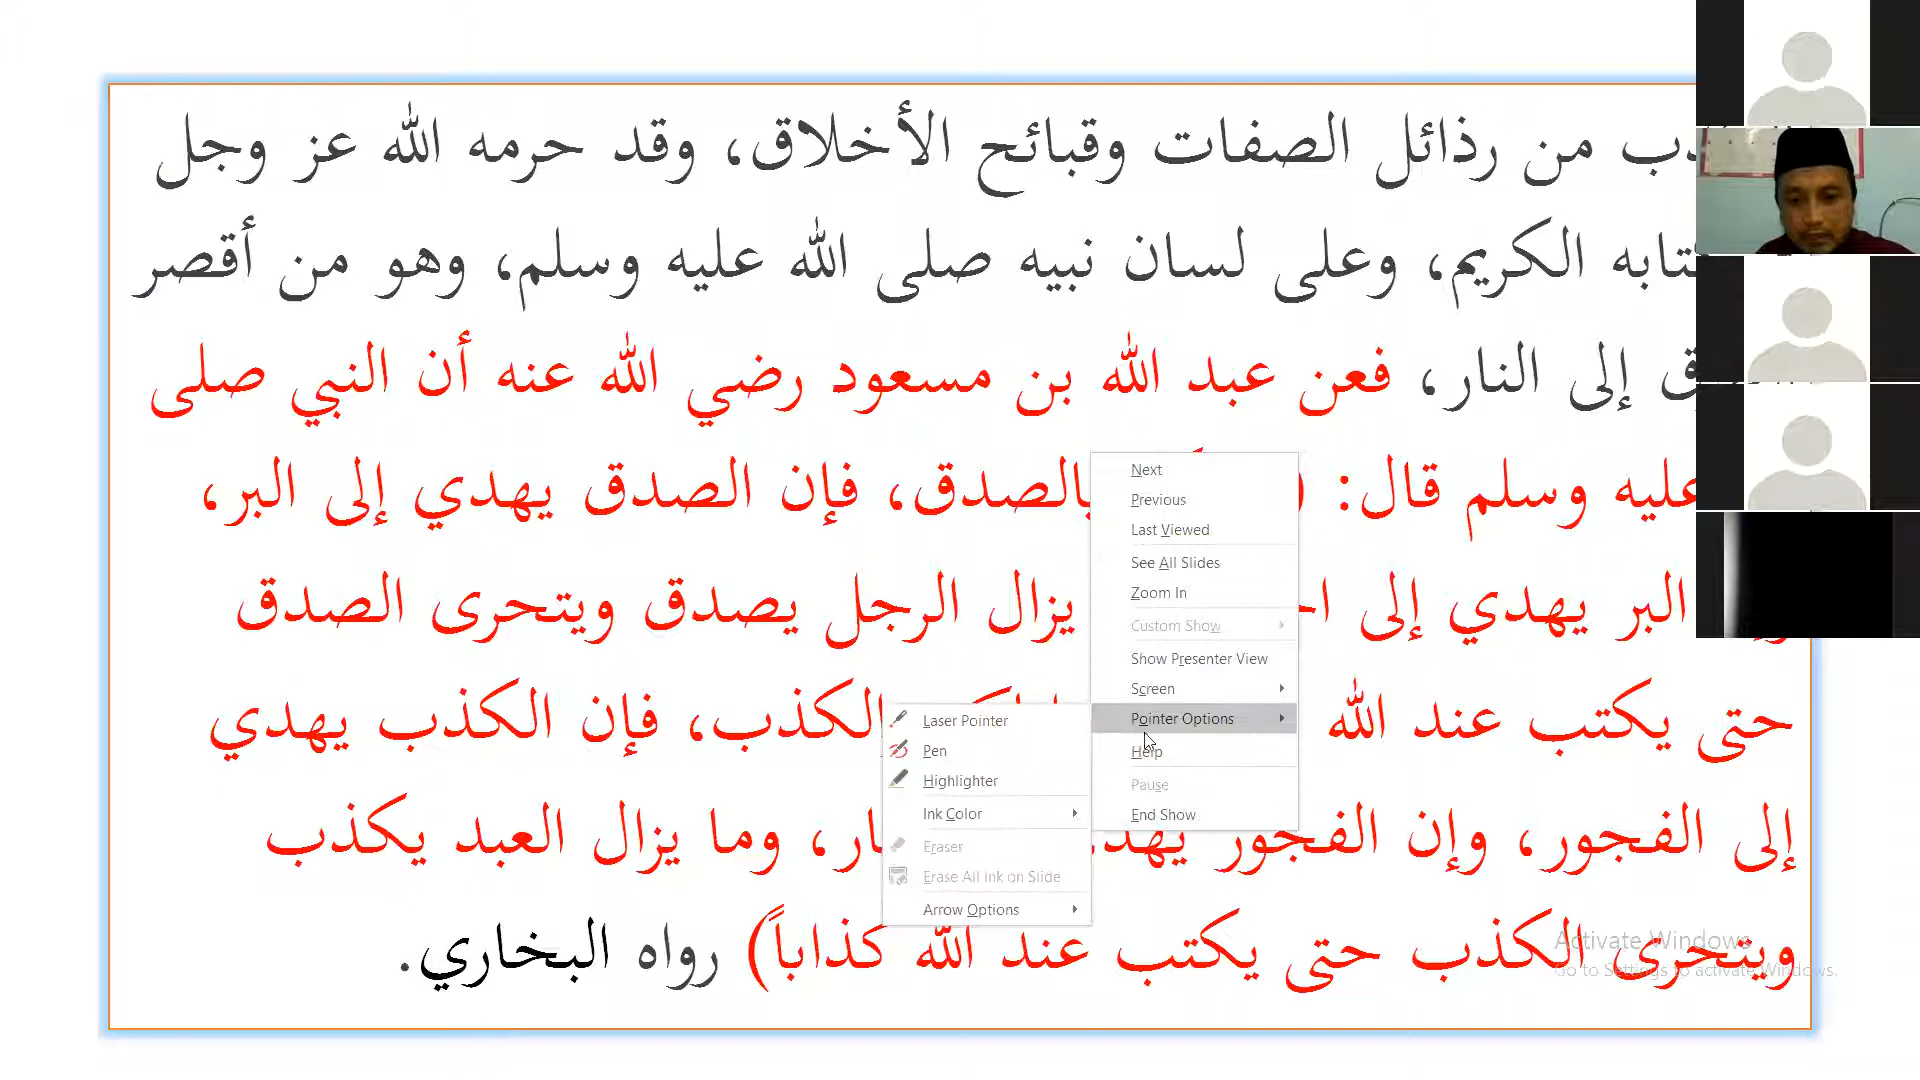 من رذائل الصفات وقبائح الأخلاق، وقد حرمه الله عز وجل
الكريم، وعلى لسان نبيه صلى الله عليه وسلم، وهو من أقصر
إلى النار، فعن عبد الله بن مسعود رضي الله عنه أن النبي صلى
عليه وسلم قال: ( بالصدق، فإن الصدق يهدي إلى البر،
البر يهدي إلى يزال الرجل يصدق ويتحرى الصدق
حتى يكتب عند الله الكذب، فإن الكذب يهدي
إلى الفجور، وإن الفجور وما يزال العبد يكذب
ويتحرى الكذب حتى يكتب عند الله كذاباً) رواه البخاري.
Next
Previous
Last Viewed
See All Slides
Zoom In
Custom Show
Show Presenter View
Screen
Pointer Options
Help
Pause
End Show
Laser Pointer
Pen
Highlighter
Ink Color
Eraser
Erase All Ink on Slide
Arrow Options
Activate Windows
Go to Settings to activate Windows.